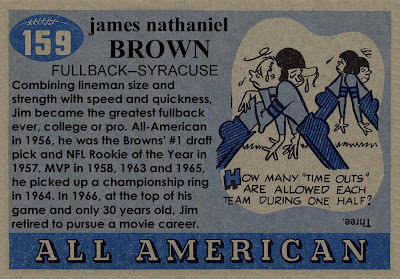 159
james nathaniel
BROWN
FULLBACK—SYRACUSE
Combining lineman size and
strength with speed and quickness,
Jim became the greatest fullback
ever, college or pro. All-American
in 1956, he was the Browns' #1 draft
pick and NFL Rookie of the Year in
1957. MVP in 1958, 1963 and 1965,
he picked up a championship ring
in 1964. In 1966, at the top of his
game and only 30 years old, Jim
retired to pursue a movie career.
HOW MANY "TIME OUTS"
ARE ALLOWED EACH
TEAM DURING ONE HALF?
Three.
ALL AMERICAN